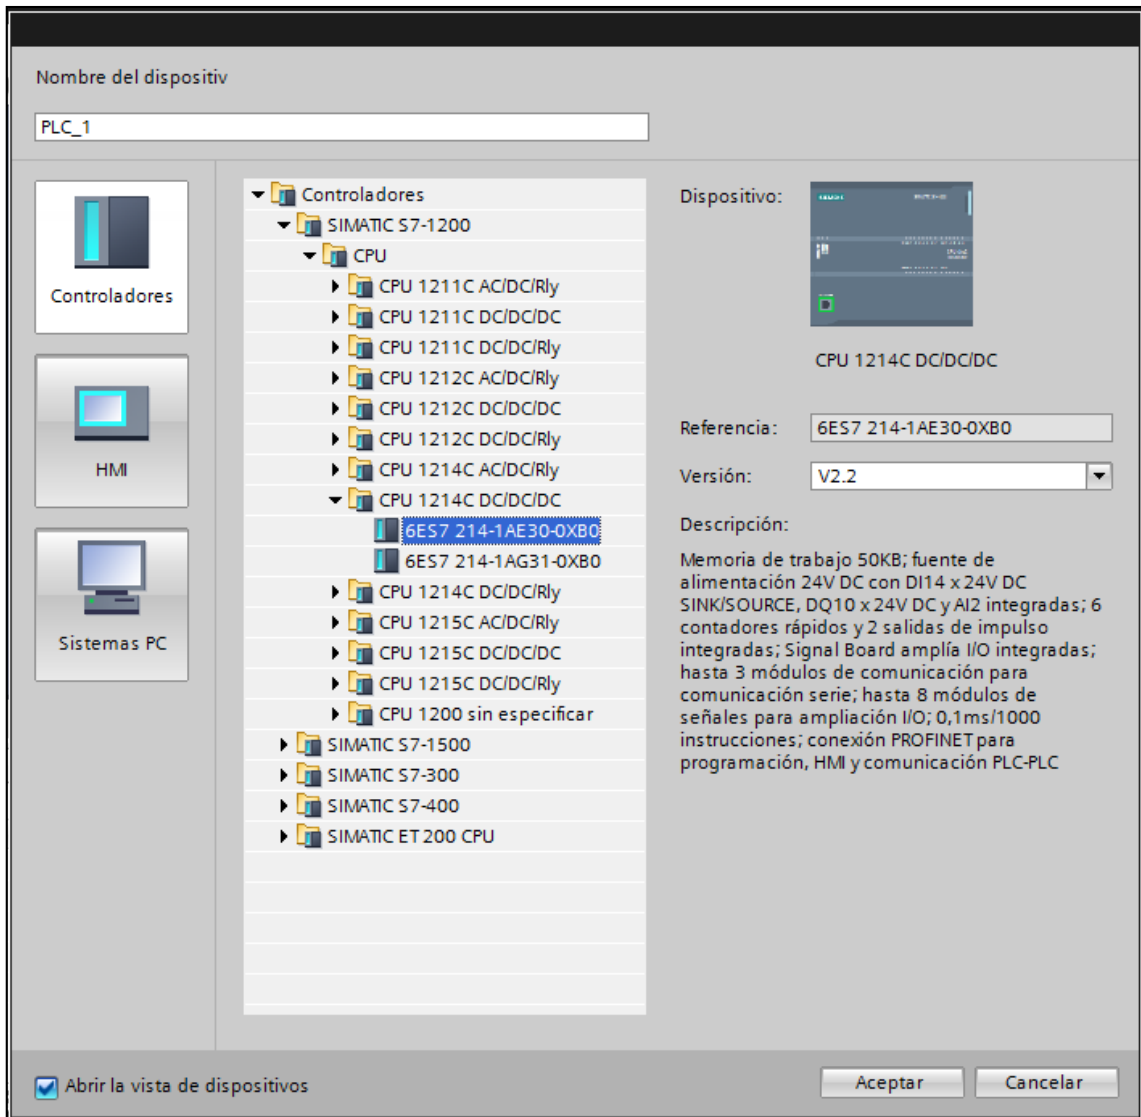 Nombre del dispositiv
PLC_1
Controladores
HMI
Sistemas PC
Controladores
SIMATIC S7-1200
CPU
CPU 1211C AC/DC/Rly
CPU 1211C DC/DC/DC
CPU 1211C DC/DC/Rly
CPU 1212C AC/DC/Rly
CPU 1212C DC/DC/DC
CPU 1212C DC/DC/Rly
CPU 1214C AC/DC/Rly
CPU 1214C DC/DC/DC
6ES7 214-1AE30-0XB0
6ES7 214-1AG31-0XB0
CPU 1214C DC/DC/Rly
CPU 1215C AC/DC/Rly
CPU 1215C DC/DC/DC
CPU 1215C DC/DC/Rly
CPU 1200 sin especificar
SIMATIC S7-1500
SIMATIC S7-300
SIMATIC S7-400
SIMATIC ET 200 CPU
Dispositivo:
SIEMENS
CPU 1214C DC/DC/DC
Referencia:
6ES7 214-1AE30-0XB0
Versión:
V2.2
Descripción:
Memoria de trabajo 50KB; fuente de
alimentación 24V DC con DI14 x 24V DC
SINK/SOURCE, DQ10 x 24V DC y AI2 integradas; 6
contadores rápidos y 2 salidas de impulso
integradas; Signal Board amplía I/O integradas;
hasta 3 módulos de comunicación para
comunicación serie; hasta 8 módulos de
señales para ampliación I/O; 0,1ms/1000
instrucciones; conexión PROFINET para
programación, HMI y comunicación PLC-PLC
Abrir la vista de dispositivos
Aceptar
Cancelar